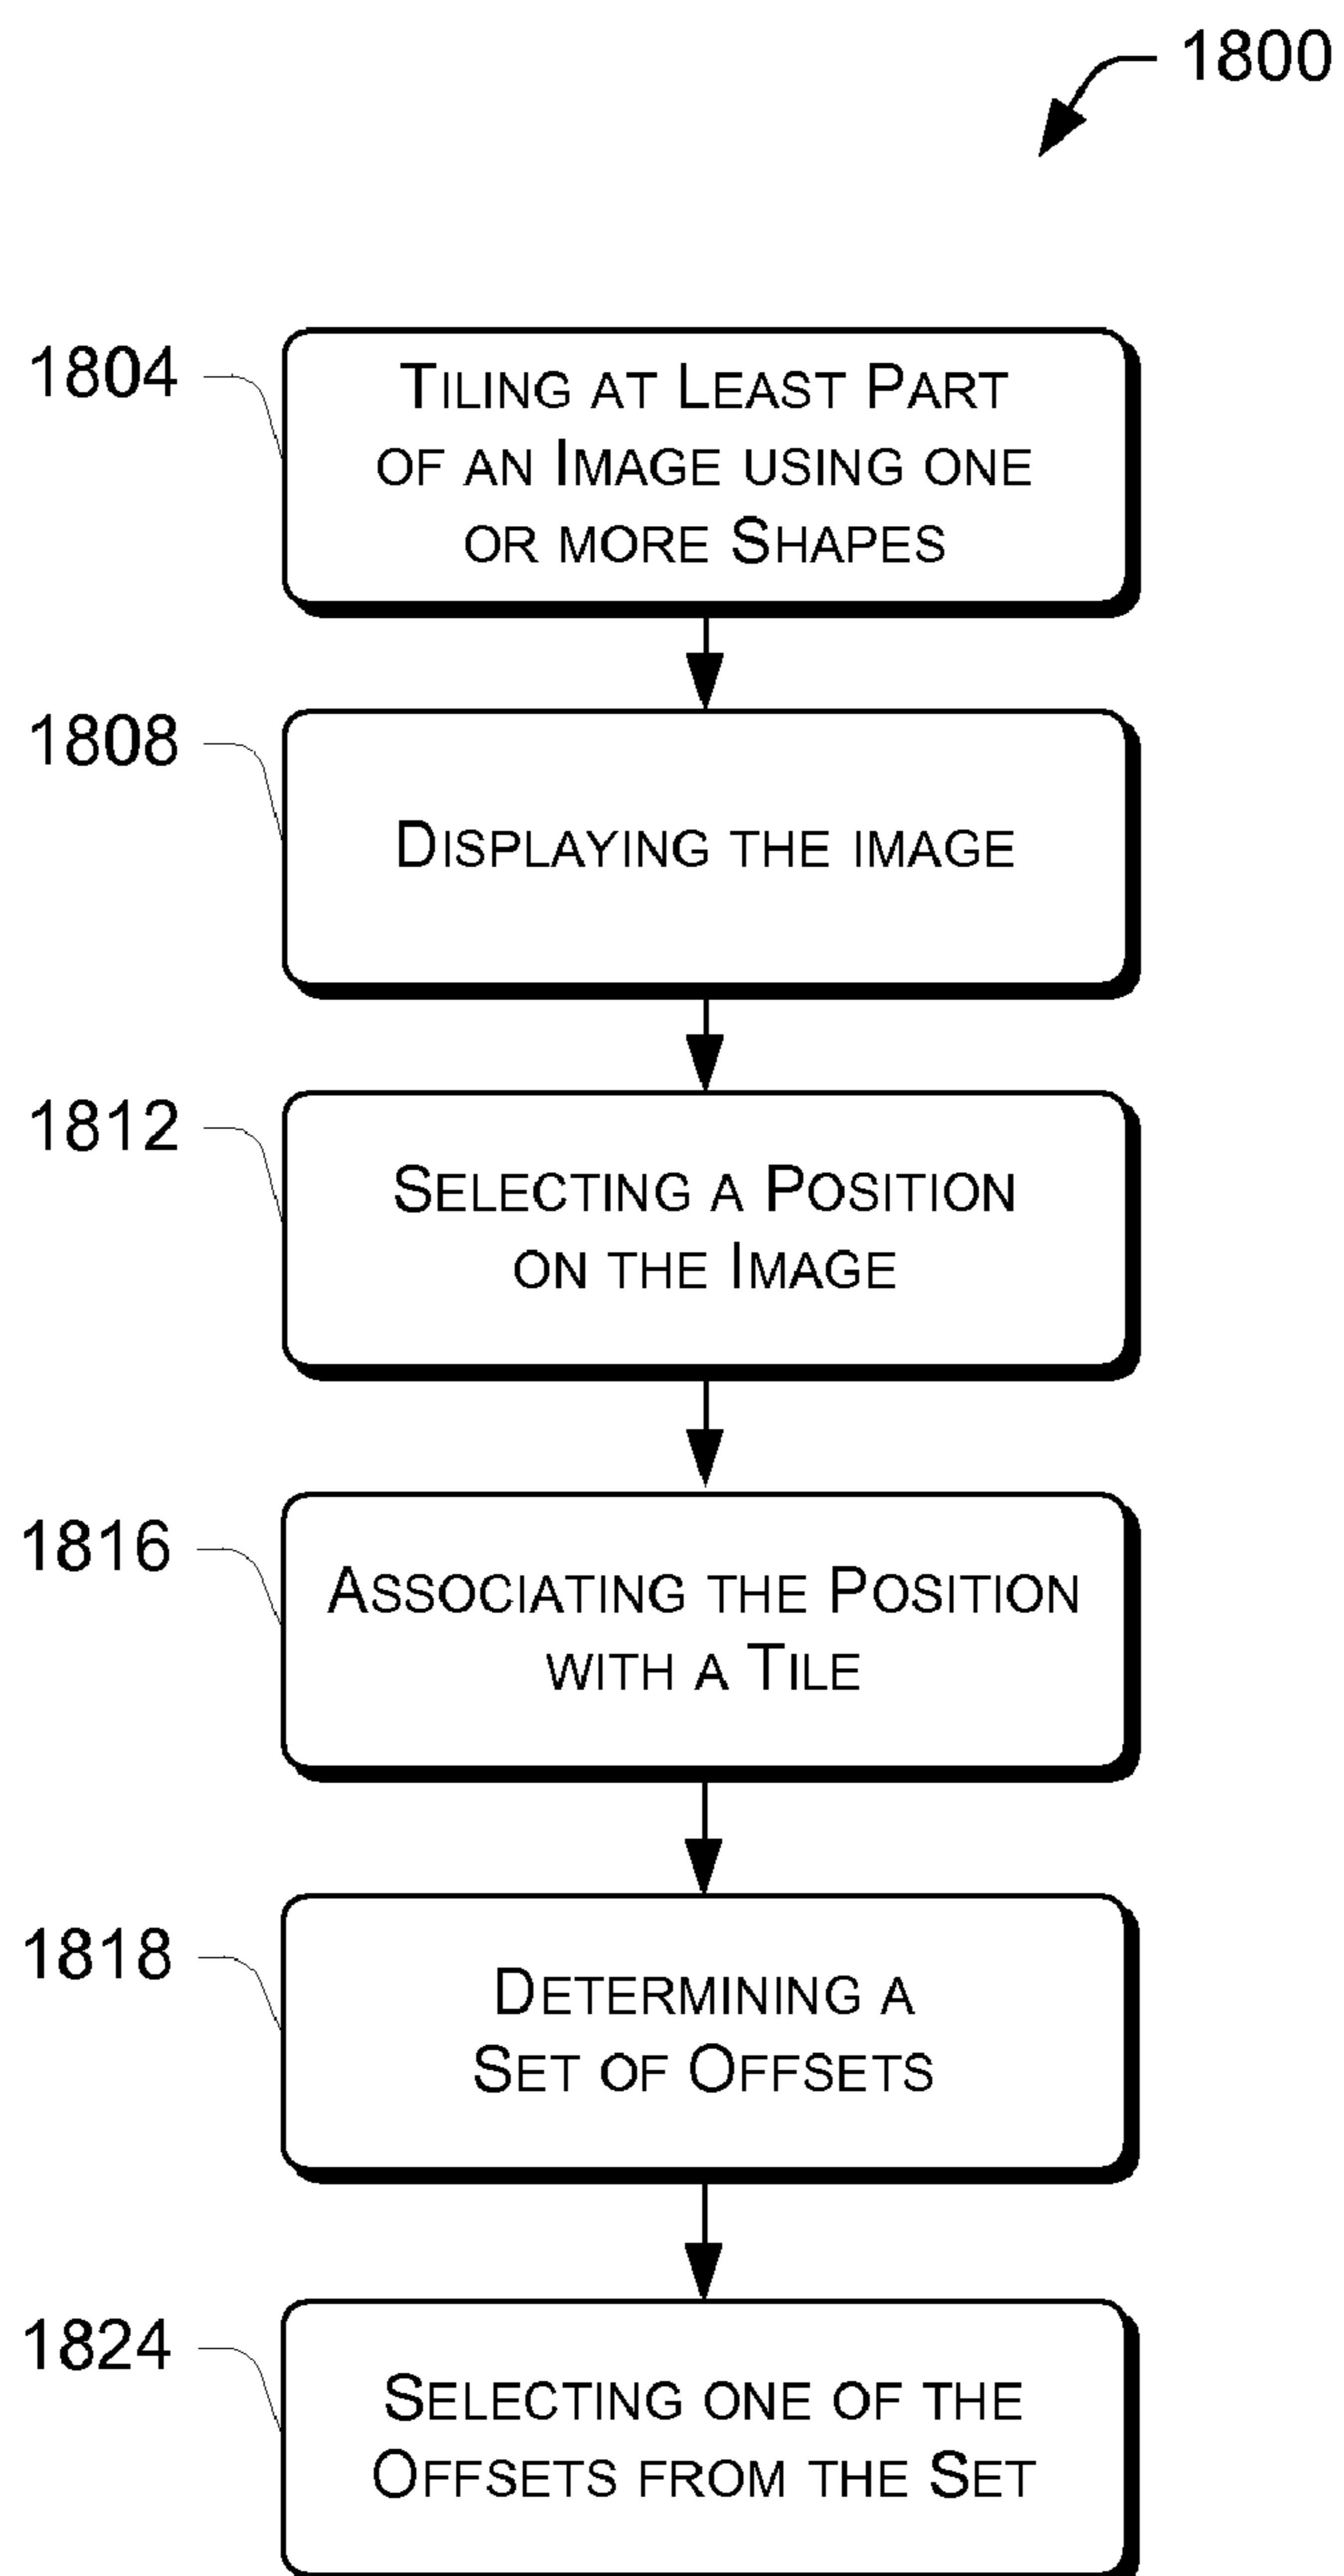 1800
1804
TILING AT LEAST PART
OF AN IMAGE USING ONE
OR MORE SHAPES
1808
DISPLAYING THE IMAGE
1812
SELECTING A POSITION
ON THE IMAGE
1816
ASSOCIATING THE POSITION
WITH A TILE
1818
DETERMINING A
SET OF OFFSETS
1824
SELECTING ONE OF THE
OFFSETS FROM THE SET